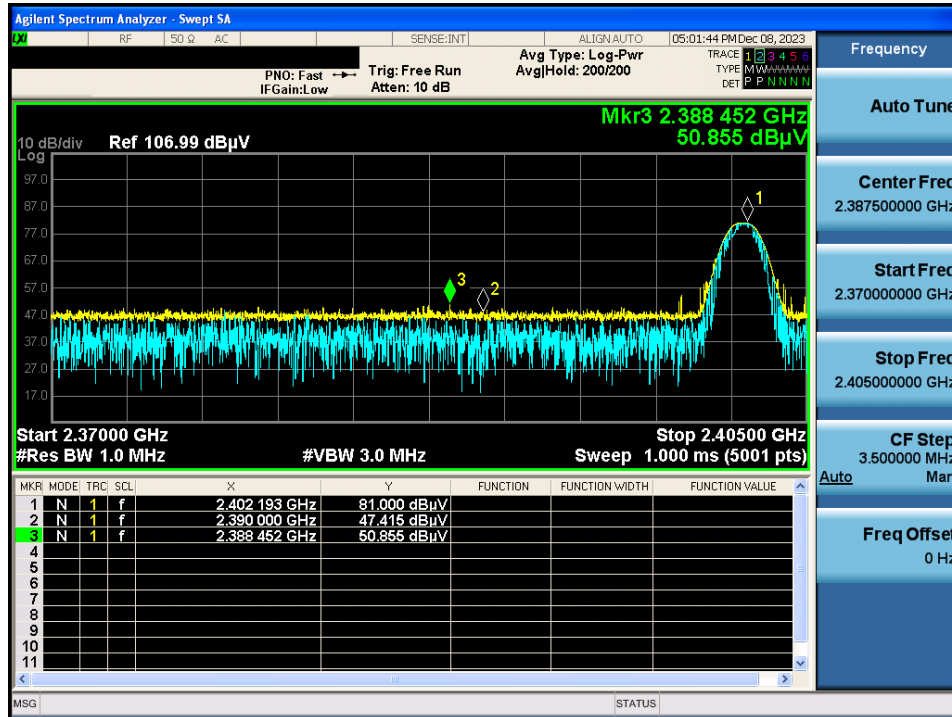 Agilent Spectrum Analyzer - Swept SA
LXI RF 50 Ω AC SENSE:INT ALIGN AUTO 05:01:44 PM Dec 08, 2023
Avg Type: Log-Pwr
TRACE 1 2 3 4 5 6
PNO: Fast Trig: Free Run
Avg|Hold: 200/200
TYPE M W W W W W
IFGain:Low Atten: 10 dB
DET P P N N N N
Mkr3 2.388 452 GHz
50.855 dBµV
10 dB/div Ref 106.99 dBµV
Log
97.0
87.0
77.0
67.0
57.0
47.0
37.0
27.0
17.0
1
3
2
Start 2.37000 GHz Stop 2.40500 GHz
#Res BW 1.0 MHz #VBW 3.0 MHz Sweep 1.000 ms (5001 pts)
MKR MODE TRC SCL X Y FUNCTION FUNCTION WIDTH FUNCTION VALUE
1 N 1 f 2.402 193 GHz 81.000 dBµV
2 N 1 f 2.390 000 GHz 47.415 dBµV
3 N 1 f 2.388 452 GHz 50.855 dBµV
4
5
6
7
8
9
10
11
MSG STATUS
Frequency
Auto Tune
Center Freq
2.387500000 GHz
Start Freq
2.370000000 GHz
Stop Freq
2.405000000 GHz
CF Step
3.500000 MHz
Auto Man
Freq Offset
0 Hz